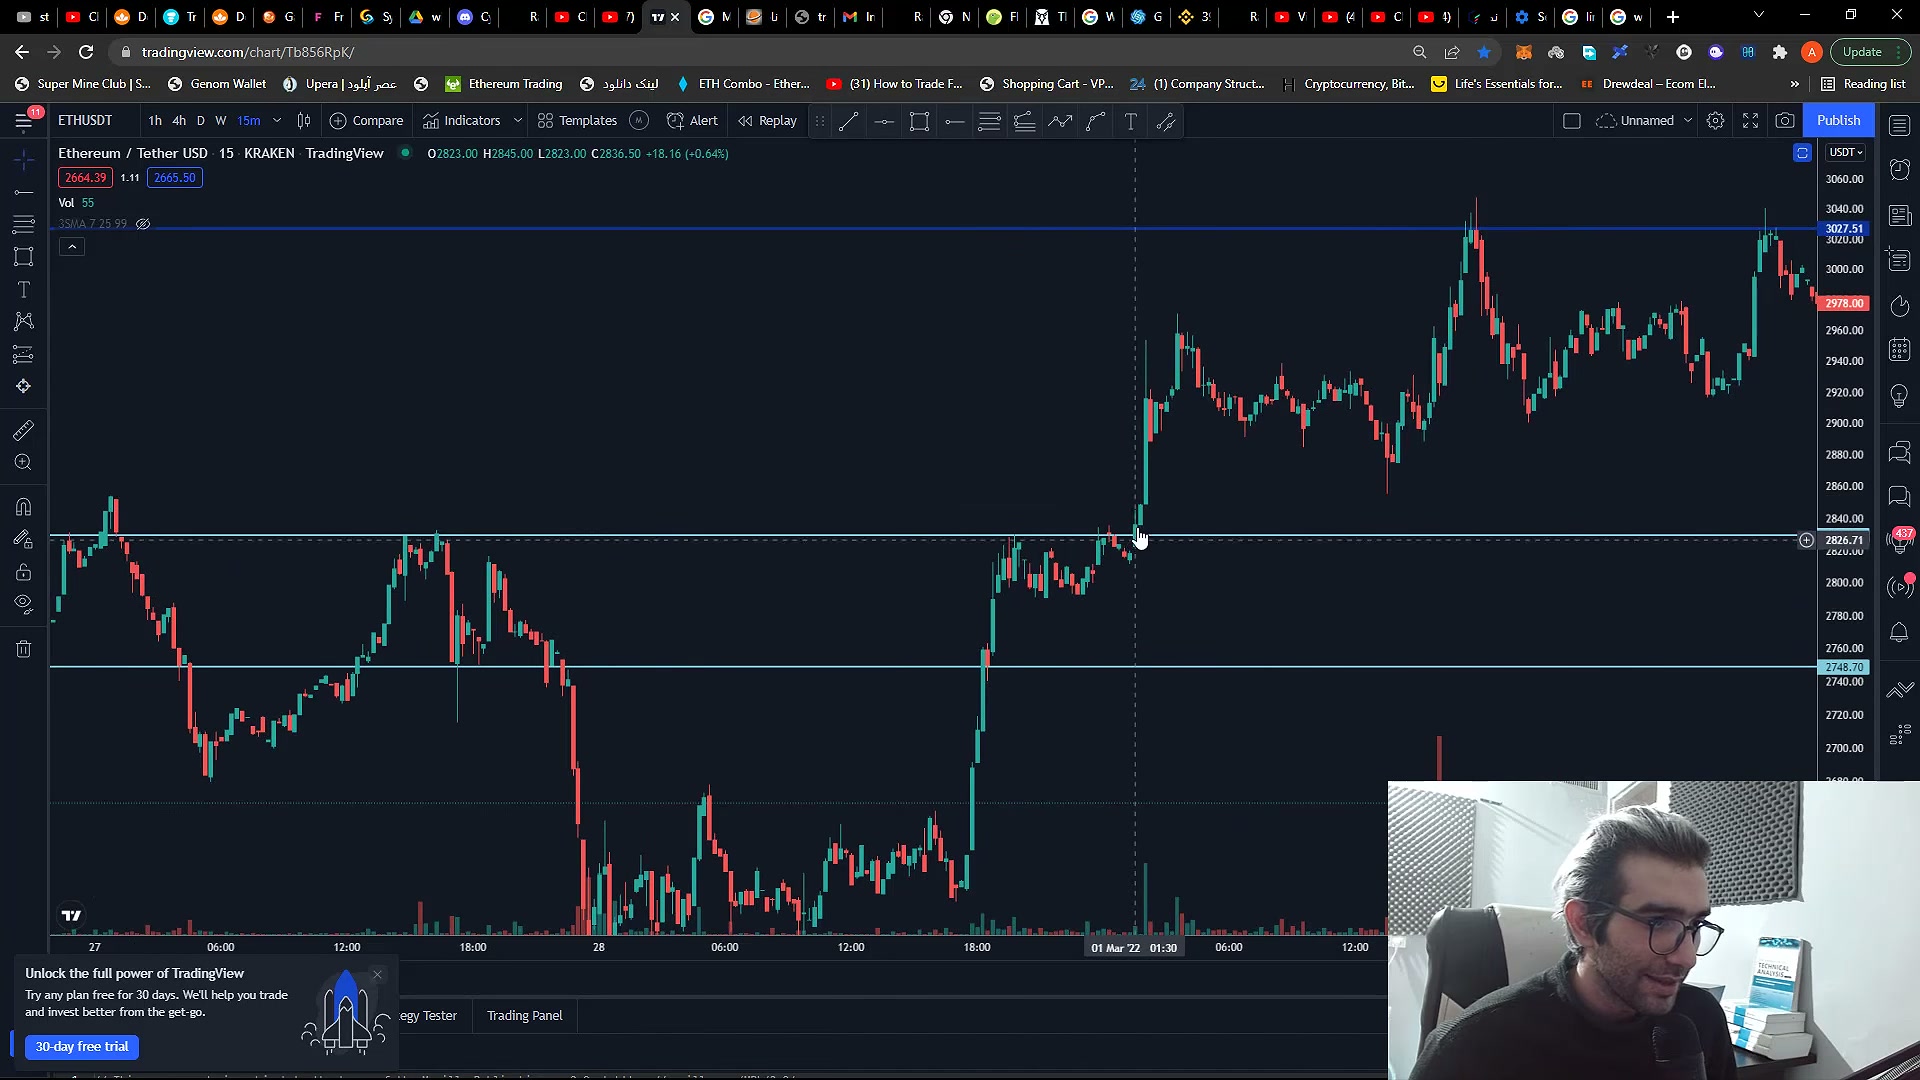 tradingview.com/chart/Tb856RpK/
Update
Super Mine Club | S...
Genom Wallet
Upera | عصر آپلود
Ethereum Trading
لینک دانلود
ETH Combo - Ether...
(31) How to Trade F...
Shopping Cart - VP...
(1) Company Struct...
Cryptocurrency, Bit...
Life's Essentials for...
Drewdeal – Ecom El...
»
Reading list
11
ETHUSDT
1h 4h D W 15m
Compare
Indicators
Templates
Alert
Replay
Unnamed
Publish
Ethereum / Tether USD · 15 · KRAKEN · TradingView
O2823.00 H2845.00 L2823.00 C2836.50 +18.16 (+0.64%)
USDT
2664.39 1.11 2665.50
Vol 55
3SMA 7 25 99
3060.00
3040.00
3027.51
3020.00
3000.00
2978.00
2960.00
2940.00
2920.00
2900.00
2880.00
2860.00
2840.00
2826.71
2820.00
2800.00
2780.00
2760.00
2748.70
2740.00
2720.00
2700.00
437
27 06:00 12:00 18:00 28 06:00 12:00 18:00 01 Mar '22 01:30 06:00 12:00
Unlock the full power of TradingView
Try any plan free for 30 days. We'll help you trade
and invest better from the get-go.
30-day free trial
Tester
Trading Panel
TECHNICAL
ANALYSIS